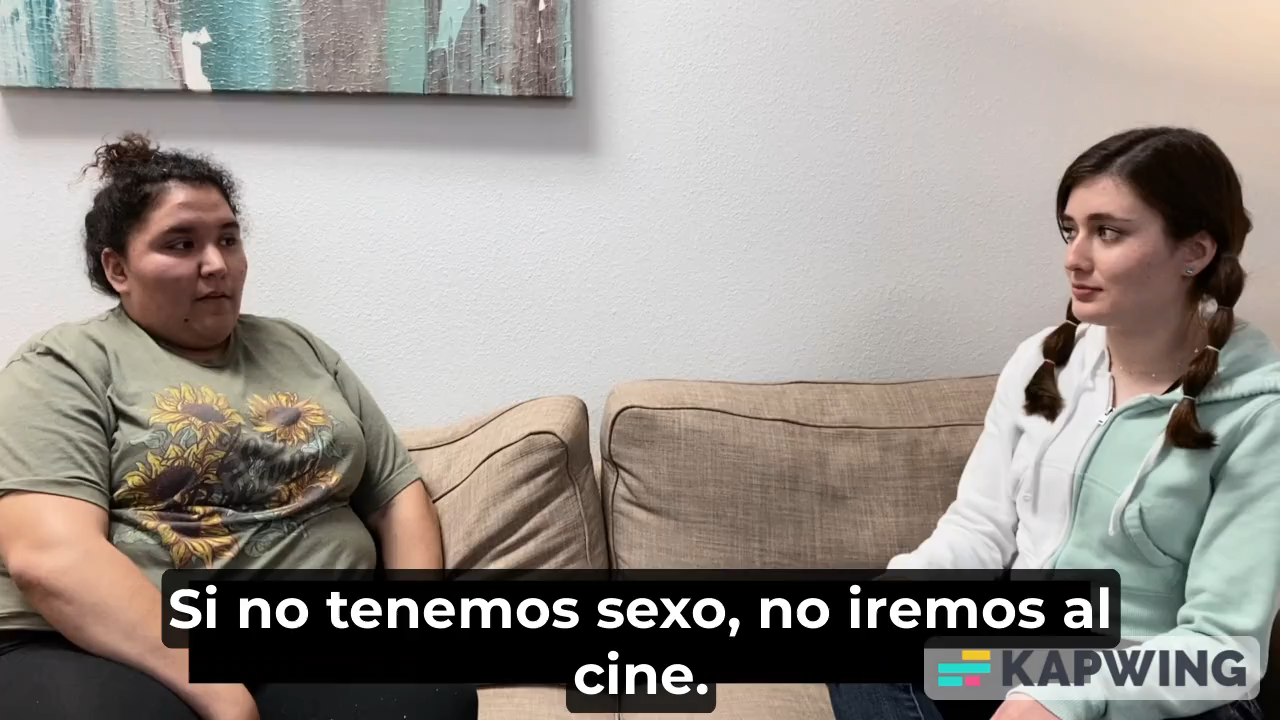 Si no tenemos sexo, no iremos al
cine.
KAPWING